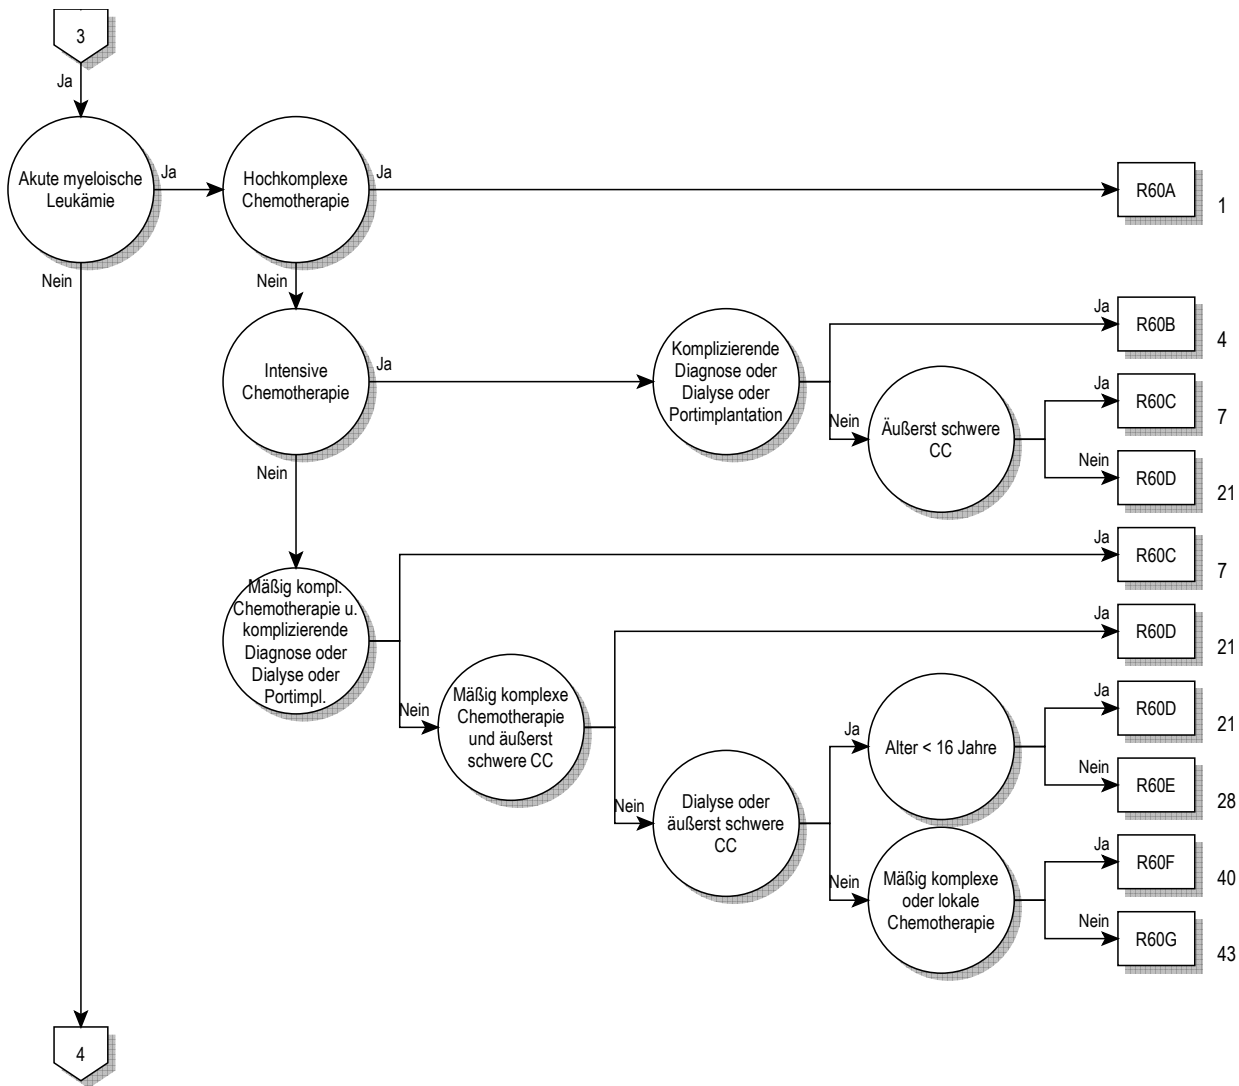 3
Ja
Akute myeloische
Leukämie
Ja
Hochkomplexe
Chemotherapie
Ja
R60A
1
Nein
Nein
Intensive
Chemotherapie
Ja
Komplizierende
Diagnose oder
Dialyse oder
Portimplantation
Ja
R60B
4
Nein
Äußerst schwere
CC
Ja
R60C
7
Nein
R60D
21
Nein
Mäßig kompl.
Chemotherapie u.
komplizierende
Diagnose oder
Dialyse oder
Portimpl.
Ja
R60C
7
Nein
Mäßig komplexe
Chemotherapie
und äußerst
schwere CC
Ja
R60D
21
Nein
Dialyse oder
äußerst schwere
CC
Ja
Alter < 16 Jahre
Ja
R60D
21
Nein
R60E
28
Nein
Mäßig komplexe
oder lokale
Chemotherapie
Ja
R60F
40
Nein
R60G
43
4